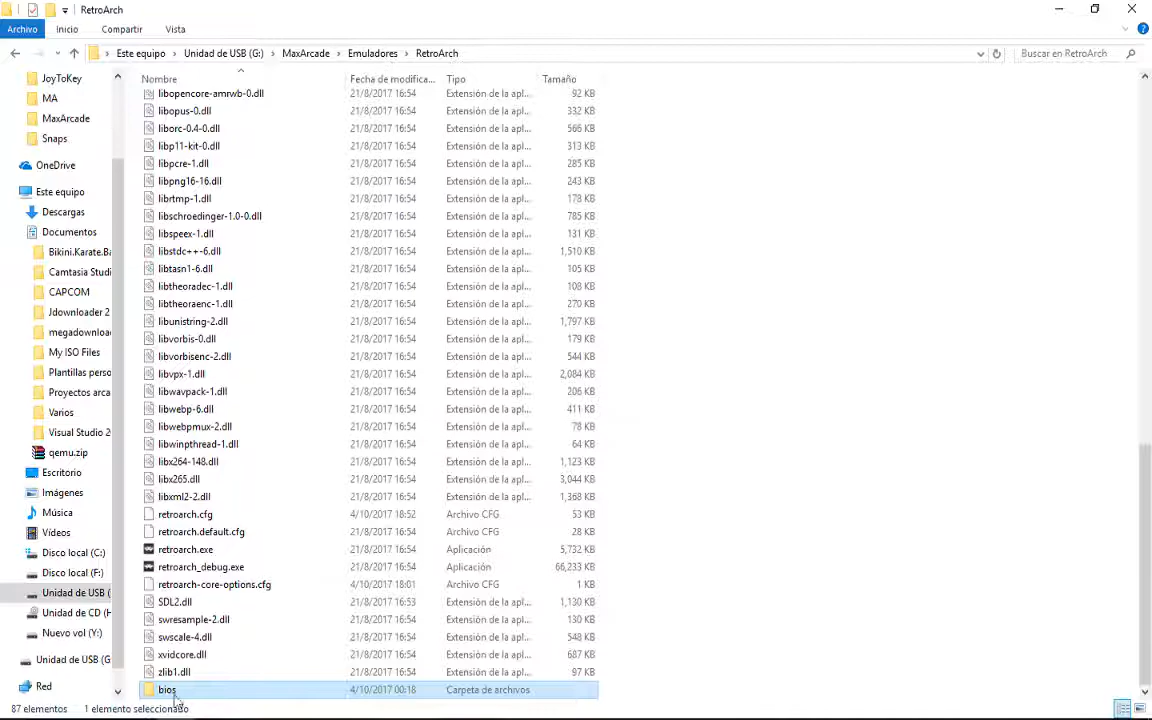 RetroArch
Archivo Inicio Compartir Vista
Este equipo Unidad de USB (G:) MaxArcade Emuladores RetroArch Buscar en RetroArch
JoyToKey
MA
MaxArcade
Snaps
OneDrive
Este equipo
Descargas
Documentos
Bikini.Karate.Ba
Camtasia Studi
CAPCOM
Jdownloader 2
megadownloa
My ISO Files
Plantillas perso
Proyectos arca
Varios
Visual Studio 2
qemu.zip
Escritorio
Imágenes
Música
Vídeos
Disco local (C:)
Disco local (F:)
Unidad de USB (
Unidad de CD (H
Nuevo vol (Y:)
Unidad de USB (G
Red
Nombre Fecha de modifica... Tipo Tamaño
libopencore-amrwb-0.dll 21/8/2017 16:54 Extensión de la apl... 92 KB
libopus-0.dll 21/8/2017 16:54 Extensión de la apl... 332 KB
liborc-0.4-0.dll 21/8/2017 16:54 Extensión de la apl... 566 KB
libp11-kit-0.dll 21/8/2017 16:54 Extensión de la apl... 313 KB
libpcre-1.dll 21/8/2017 16:54 Extensión de la apl... 285 KB
libpng16-16.dll 21/8/2017 16:54 Extensión de la apl... 243 KB
librtmp-1.dll 21/8/2017 16:54 Extensión de la apl... 178 KB
libschroedinger-1.0-0.dll 21/8/2017 16:54 Extensión de la apl... 785 KB
libspeex-1.dll 21/8/2017 16:54 Extensión de la apl... 131 KB
libstdc++-6.dll 21/8/2017 16:54 Extensión de la apl... 1,510 KB
libtasn1-6.dll 21/8/2017 16:54 Extensión de la apl... 105 KB
libtheoradec-1.dll 21/8/2017 16:54 Extensión de la apl... 108 KB
libtheoraenc-1.dll 21/8/2017 16:54 Extensión de la apl... 270 KB
libunistring-2.dll 21/8/2017 16:54 Extensión de la apl... 1,797 KB
libvorbis-0.dll 21/8/2017 16:54 Extensión de la apl... 179 KB
libvorbisenc-2.dll 21/8/2017 16:54 Extensión de la apl... 544 KB
libvpx-1.dll 21/8/2017 16:54 Extensión de la apl... 2,084 KB
libwavpack-1.dll 21/8/2017 16:54 Extensión de la apl... 206 KB
libwebp-6.dll 21/8/2017 16:54 Extensión de la apl... 411 KB
libwebpmux-2.dll 21/8/2017 16:54 Extensión de la apl... 78 KB
libwinpthread-1.dll 21/8/2017 16:54 Extensión de la apl... 64 KB
libx264-148.dll 21/8/2017 16:54 Extensión de la apl... 1,123 KB
libx265.dll 21/8/2017 16:54 Extensión de la apl... 3,044 KB
libxml2-2.dll 21/8/2017 16:54 Extensión de la apl... 1,368 KB
retroarch.cfg 4/10/2017 18:52 Archivo CFG 53 KB
retroarch.default.cfg 21/8/2017 16:54 Archivo CFG 28 KB
retroarch.exe 21/8/2017 16:54 Aplicación 5,732 KB
retroarch_debug.exe 21/8/2017 16:54 Aplicación 66,233 KB
retroarch-core-options.cfg 4/10/2017 18:01 Archivo CFG 1 KB
SDL2.dll 21/8/2017 16:53 Extensión de la apl... 1,130 KB
swresample-2.dll 21/8/2017 16:54 Extensión de la apl... 130 KB
swscale-4.dll 21/8/2017 16:54 Extensión de la apl... 548 KB
xvidcore.dll 21/8/2017 16:54 Extensión de la apl... 687 KB
zlib1.dll 21/8/2017 16:54 Extensión de la apl... 97 KB
bios 4/10/2017 00:18 Carpeta de archivos
87 elementos 1 elemento seleccionado